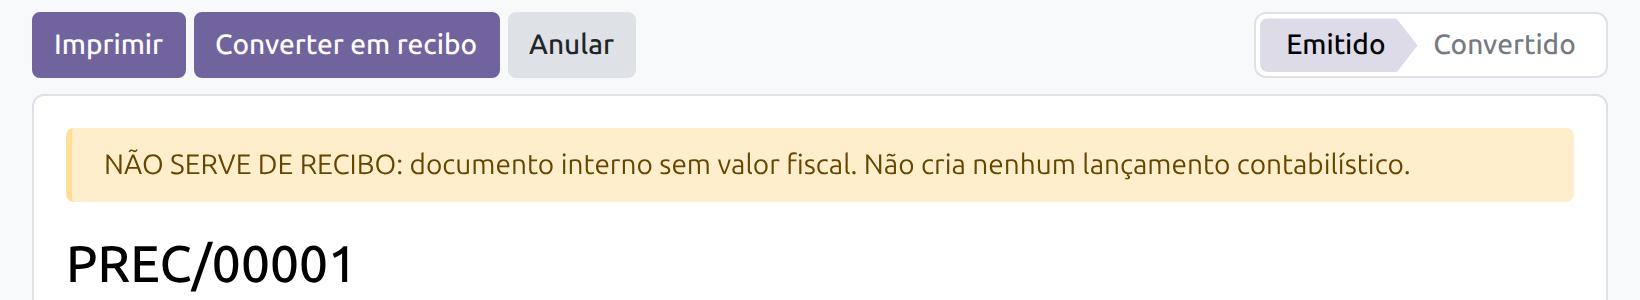 Imprimir Converter em recibo Anular Emitido Convertido
NÃO SERVE DE RECIBO: documento interno sem valor fiscal. Não cria nenhum lançamento contabilístico.
PREC/00001